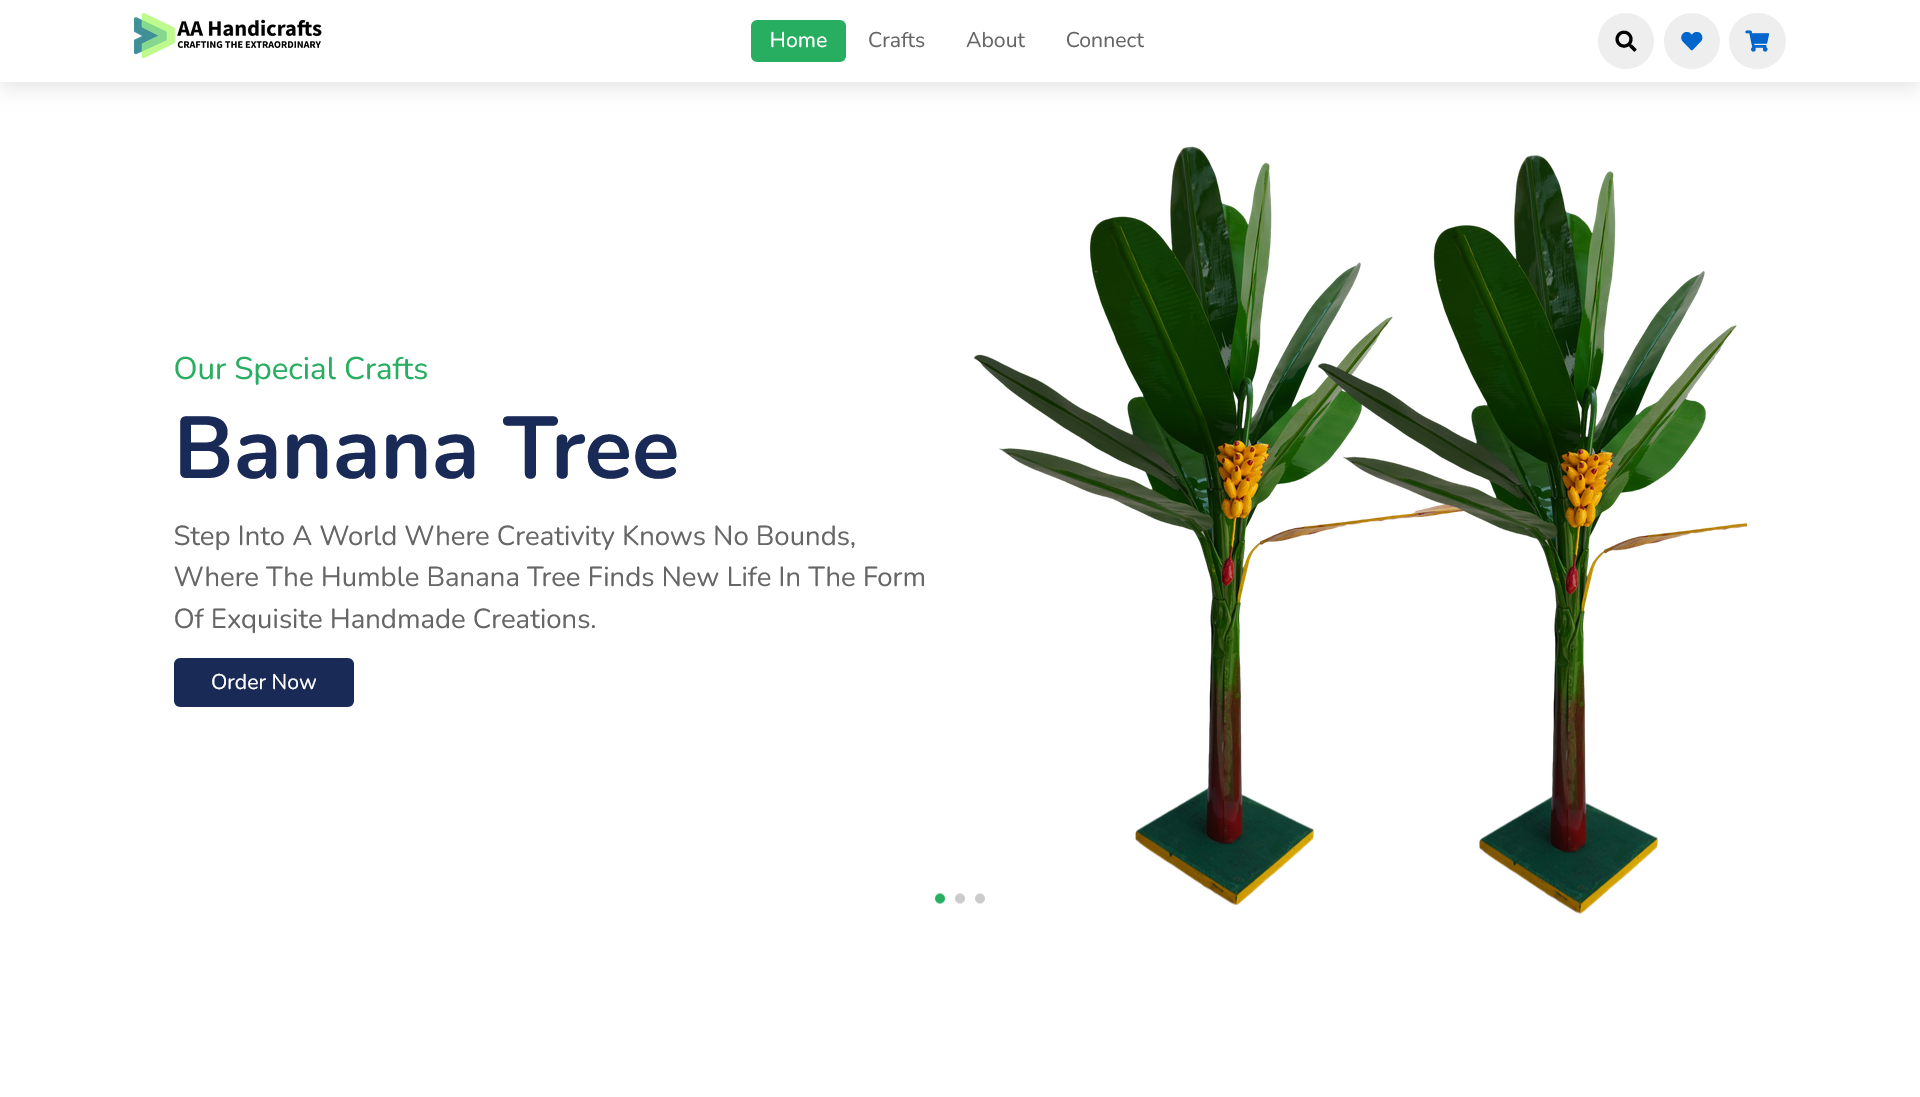 AA Handicrafts
CRAFTING THE EXTRAORDINARY
Home
Crafts
About
Connect
Our Special Crafts
Banana Tree
Step Into A World Where Creativity Knows No Bounds,
Where The Humble Banana Tree Finds New Life In The Form
Of Exquisite Handmade Creations.
Order Now